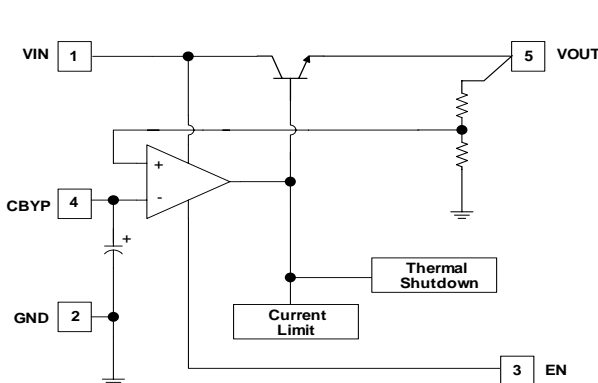 VIN 1
5 VOUT
+
-
CBYP 4
+
Thermal
Shutdown
GND 2
Current
Limit
3 EN